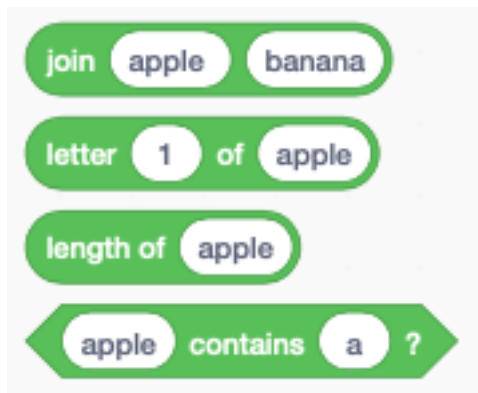 join apple banana
letter 1 of apple
length of apple
apple contains a ?